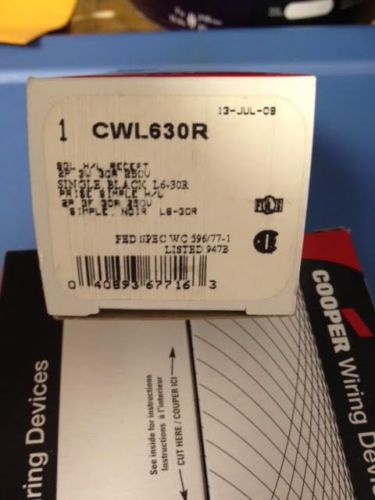 13-JUL-09
1 CWL630R
SGL H/L RECEPT
2P 3W 30A 250V
SINGLE, BLACK, L6-30R
PRISE SIMPLE H/L
2P 3F 30A 250V
SIMPLE, NOIR L6-30R
FED SPEC WC 596/77-1
LISTED 947B
0 40893 67716 3
COOPER Wiring Devices
ring Devices
See inside for instructions
Instructions à l'interieur
CUT HERE / COUPER ICI